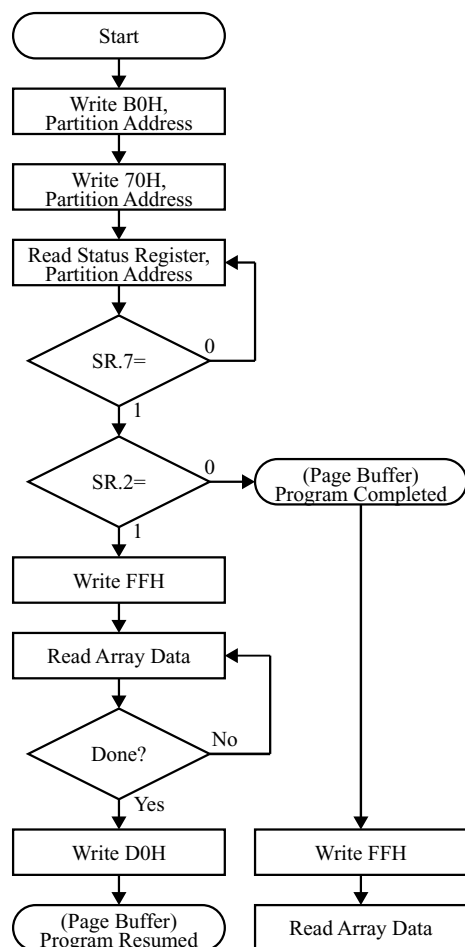 Start
Write B0H,
Partition Address
Write 70H,
Partition Address
Read Status Register,
Partition Address
SR.7=
0
1
SR.2=
0
(Page Buffer)
Program Completed
1
Write FFH
Read Array Data
Done?
No
Yes
Write D0H
Write FFH
(Page Buffer)
Program Resumed
Read Array Data